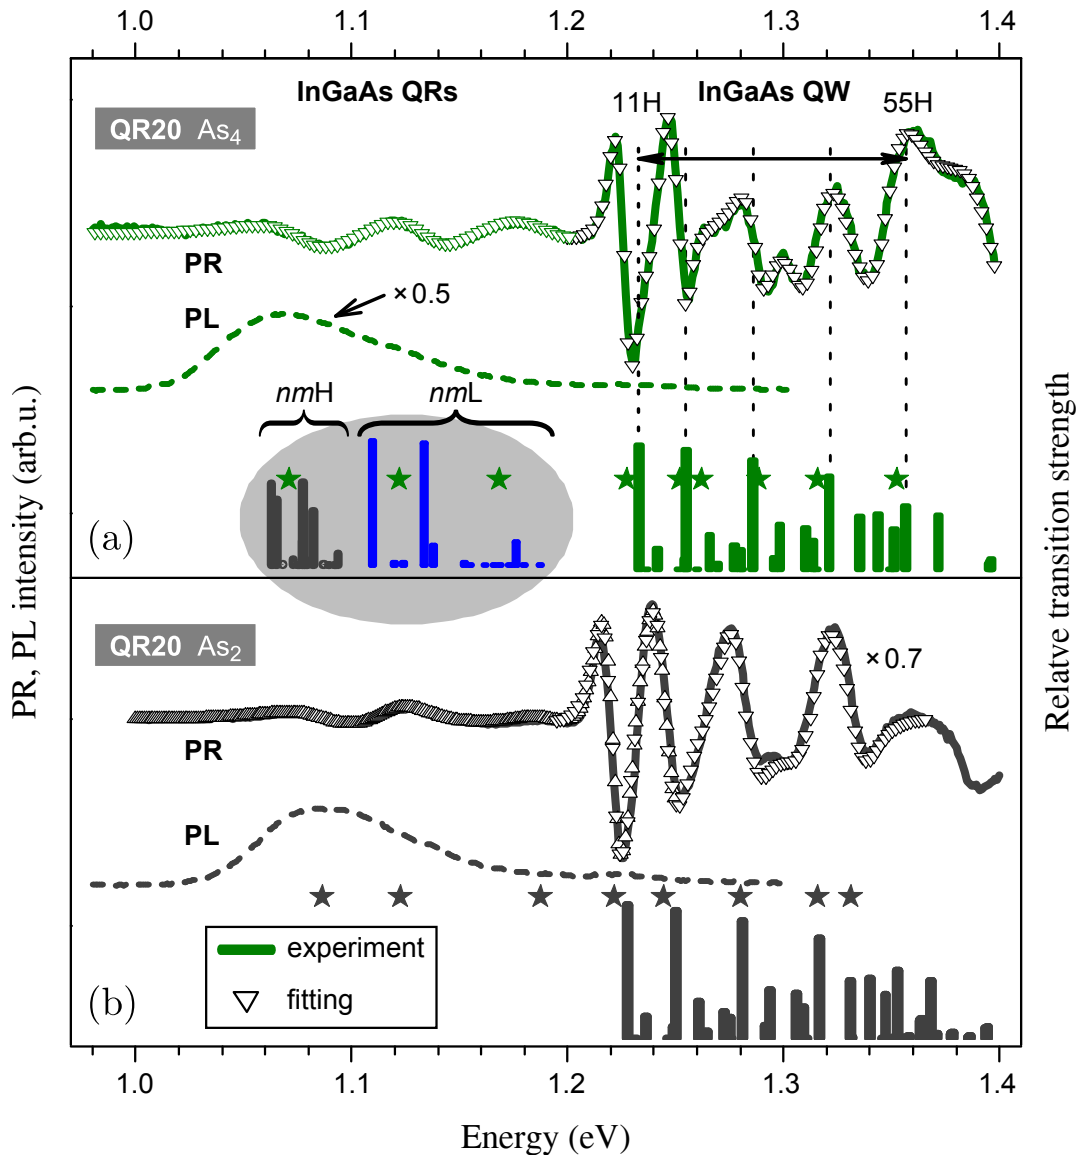 1.0 1.1 1.2 1.3 1.4
InGaAs QRs InGaAs QW
11H 55H
QR20 As4
PR
×0.5
PL
nmH nmL
(a)
QR20 As2
×0.7
PR
PL
experiment
fitting
(b)
1.0 1.1 1.2 1.3 1.4
Energy (eV)
PR, PL intensity (arb.u.)
Relatve transition strength